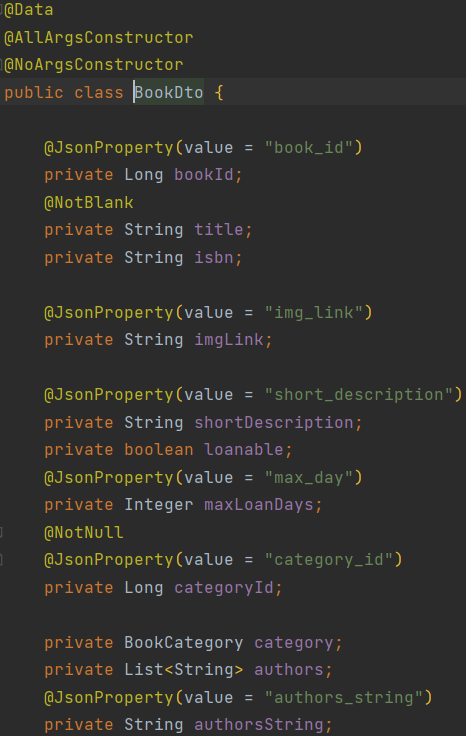 @Data
@AllArgsConstructor
@NoArgsConstructor
public class BookDto {
@JsonProperty(value = "book_id")
private Long bookId;
@NotBlank
private String title;
private String isbn;
@JsonProperty(value = "img_link")
private String imgLink;
@JsonProperty(value = "short_description")
private String shortDescription;
private boolean loanable;
@JsonProperty(value = "max_day")
private Integer maxLoanDays;
@NotNull
@JsonProperty(value = "category_id")
private Long categoryId;
private BookCategory category;
private List<String> authors;
@JsonProperty(value = "authors_string")
private String authorsString;